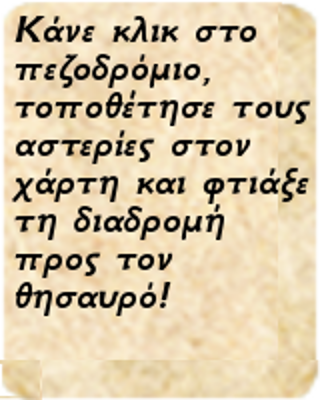 Κάνε κλικ στο
πεζοδρόμιο,
τοποθέτησε τους
αστερίες στον
χάρτη και φτιάξε
τη διαδρομή
προς τον
θησαυρό!